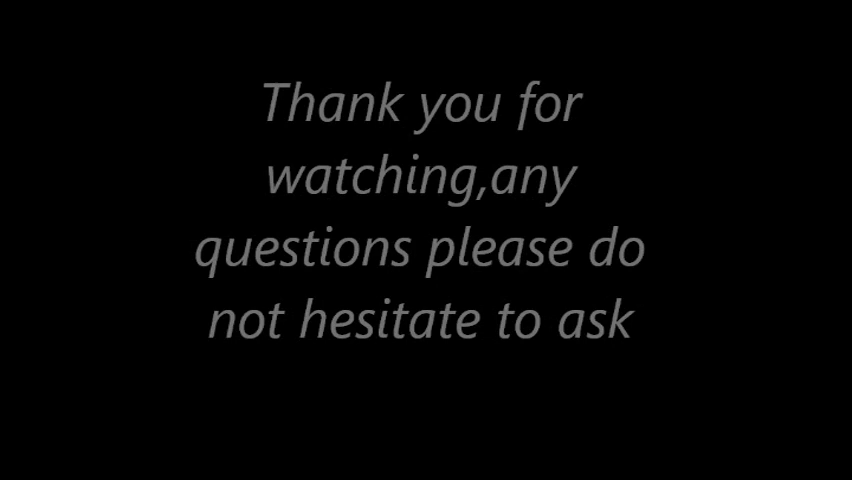 Thank you for
watching,any
questions please do
not hesitate to ask